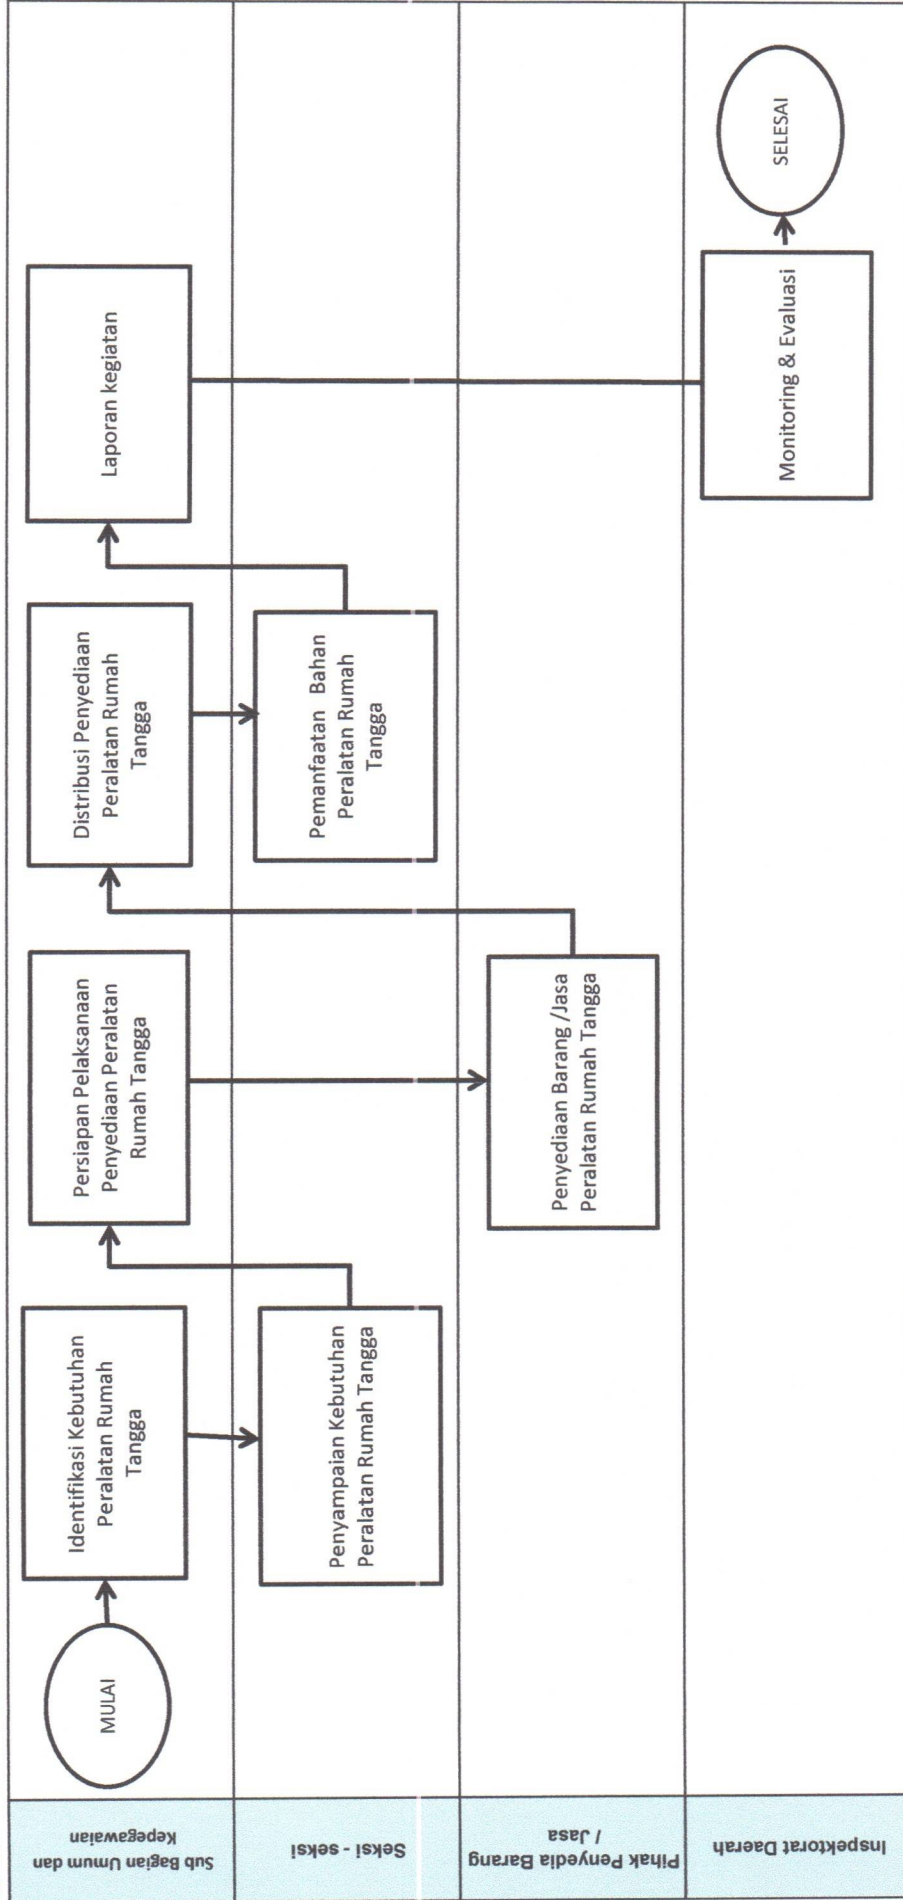 Sub Bagian Umum dan
Kepegawaian
MULAI
Identifikasi Kebutuhan
Peralatan Rumah
Tangga
Persiapan Pelaksanaan
Penyediaan Peralatan
Rumah Tangga
Distribusi Penyediaan
Peralatan Rumah
Tangga
Laporan kegiatan
Seksi - seksi
Penyampaian Kebutuhan
Peralatan Rumah Tangga
Pemanfaatan Bahan
Peralatan Rumah
Tangga
Pihak Penyedia Barang
/ Jasa
Penyediaan Barang /Jasa
Peralatan Rumah Tangga
Inspektorat Daerah
Monitoring & Evaluasi
SELESAI